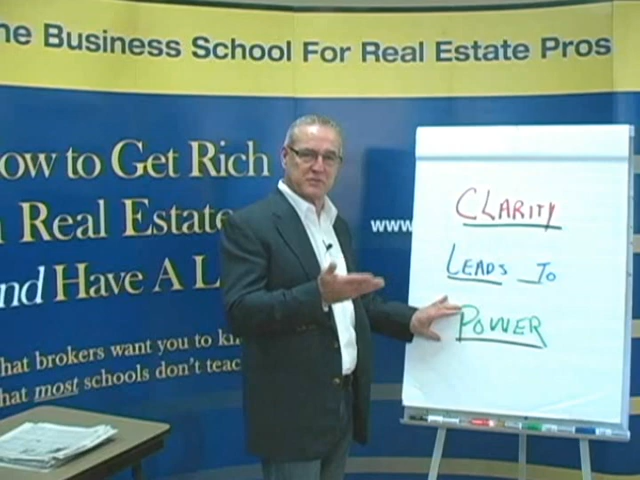 he Business School For Real Estate Pros
ow to Get Rich
n Real Estate
nd Have A L
www.
hat brokers want you to k
hat most schools don't teac
CLARITY
LEADS TO
POWER